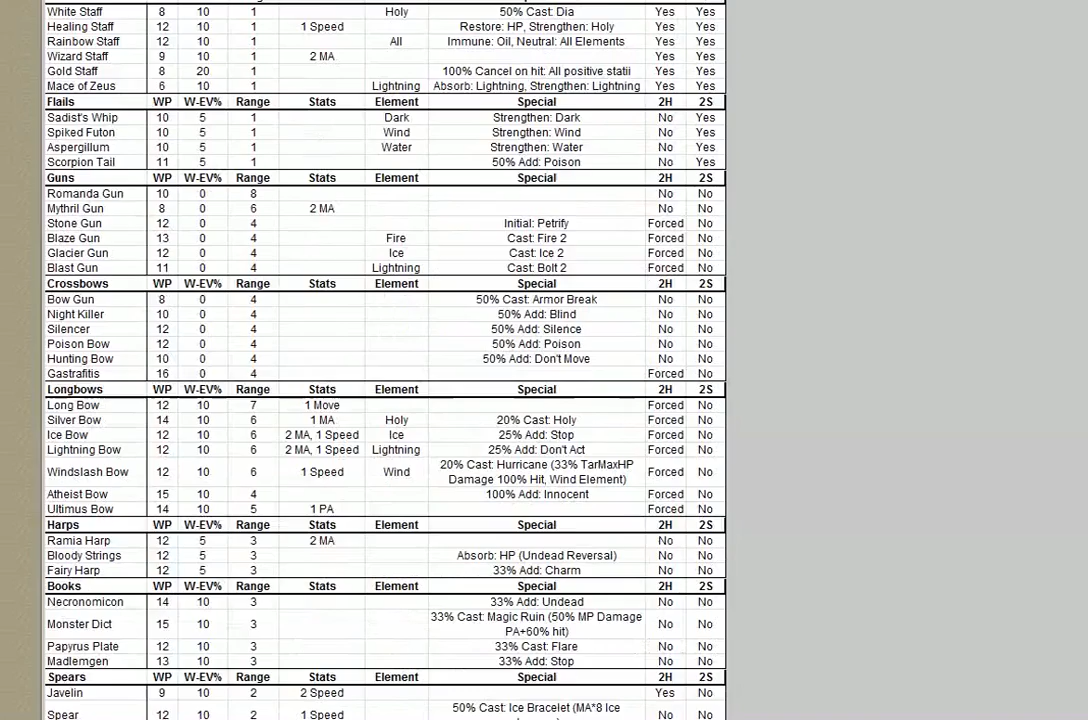 White Staff 8 10 1 Holy 50% Cast: Dia Yes Yes
Healing Staff 12 10 1 1 Speed Restore: HP, Strengthen: Holy Yes Yes
Rainbow Staff 12 10 1 All Immune: Oil, Neutral: All Elements Yes Yes
Wizard Staff 9 10 1 2 MA Yes Yes
Gold Staff 8 20 1 100% Cancel on hit: All positive statii Yes Yes
Mace of Zeus 6 10 1 Lightning Absorb: Lightning, Strengthen: Lightning Yes Yes
Flails WP W-EV% Range Stats Element Special 2H 2S
Sadist's Whip 10 5 1 Dark Strengthen: Dark No Yes
Spiked Futon 10 5 1 Wind Strengthen: Wind No Yes
Aspergillum 10 5 1 Water Strengthen: Water No Yes
Scorpion Tail 11 5 1 50% Add: Poison No Yes
Guns WP W-EV% Range Stats Element Special 2H 2S
Romanda Gun 10 0 8 No No
Mythril Gun 8 0 6 2 MA No No
Stone Gun 12 0 4 Initial: Petrify Forced No
Blaze Gun 13 0 4 Fire Cast: Fire 2 Forced No
Glacier Gun 12 0 4 Ice Cast: Ice 2 Forced No
Blast Gun 11 0 4 Lightning Cast: Bolt 2 Forced No
Crossbows WP W-EV% Range Stats Element Special 2H 2S
Bow Gun 8 0 4 50% Cast: Armor Break No No
Night Killer 10 0 4 50% Add: Blind No No
Silencer 12 0 4 50% Add: Silence No No
Poison Bow 12 0 4 50% Add: Poison No No
Hunting Bow 10 0 4 50% Add: Don't Move No No
Gastrafitis 16 0 4 Forced No
Longbows WP W-EV% Range Stats Element Special 2H 2S
Long Bow 12 10 7 1 Move Forced No
Silver Bow 14 10 6 1 MA Holy 20% Cast: Holy Forced No
Ice Bow 12 10 6 2 MA, 1 Speed Ice 25% Add: Stop Forced No
Lightning Bow 12 10 6 2 MA, 1 Speed Lightning 25% Add: Don't Act Forced No
Windslash Bow 12 10 6 1 Speed Wind 20% Cast: Hurricane (33% TarMaxHP Damage 100% Hit, Wind Element) Forced No
Atheist Bow 15 10 4 100% Add: Innocent Forced No
Ultimus Bow 14 10 5 1 PA Forced No
Harps WP W-EV% Range Stats Element Special 2H 2S
Ramia Harp 12 5 3 2 MA No No
Bloody Strings 12 5 3 Absorb: HP (Undead Reversal) No No
Fairy Harp 12 5 3 33% Add: Charm No No
Books WP W-EV% Range Stats Element Special 2H 2S
Necronomicon 14 10 3 33% Add: Undead No No
Monster Dict 15 10 3 33% Cast: Magic Ruin (50% MP Damage PA+60% hit) No No
Papyrus Plate 12 10 3 33% Cast: Flare No No
Madlemgen 13 10 3 33% Add: Stop No No
Spears WP W-EV% Range Stats Element Special 2H 2S
Javelin 9 10 2 2 Speed Yes No
Spear 12 10 2 1 Speed 50% Cast: Ice Bracelet (MA*8 Ice Yes No